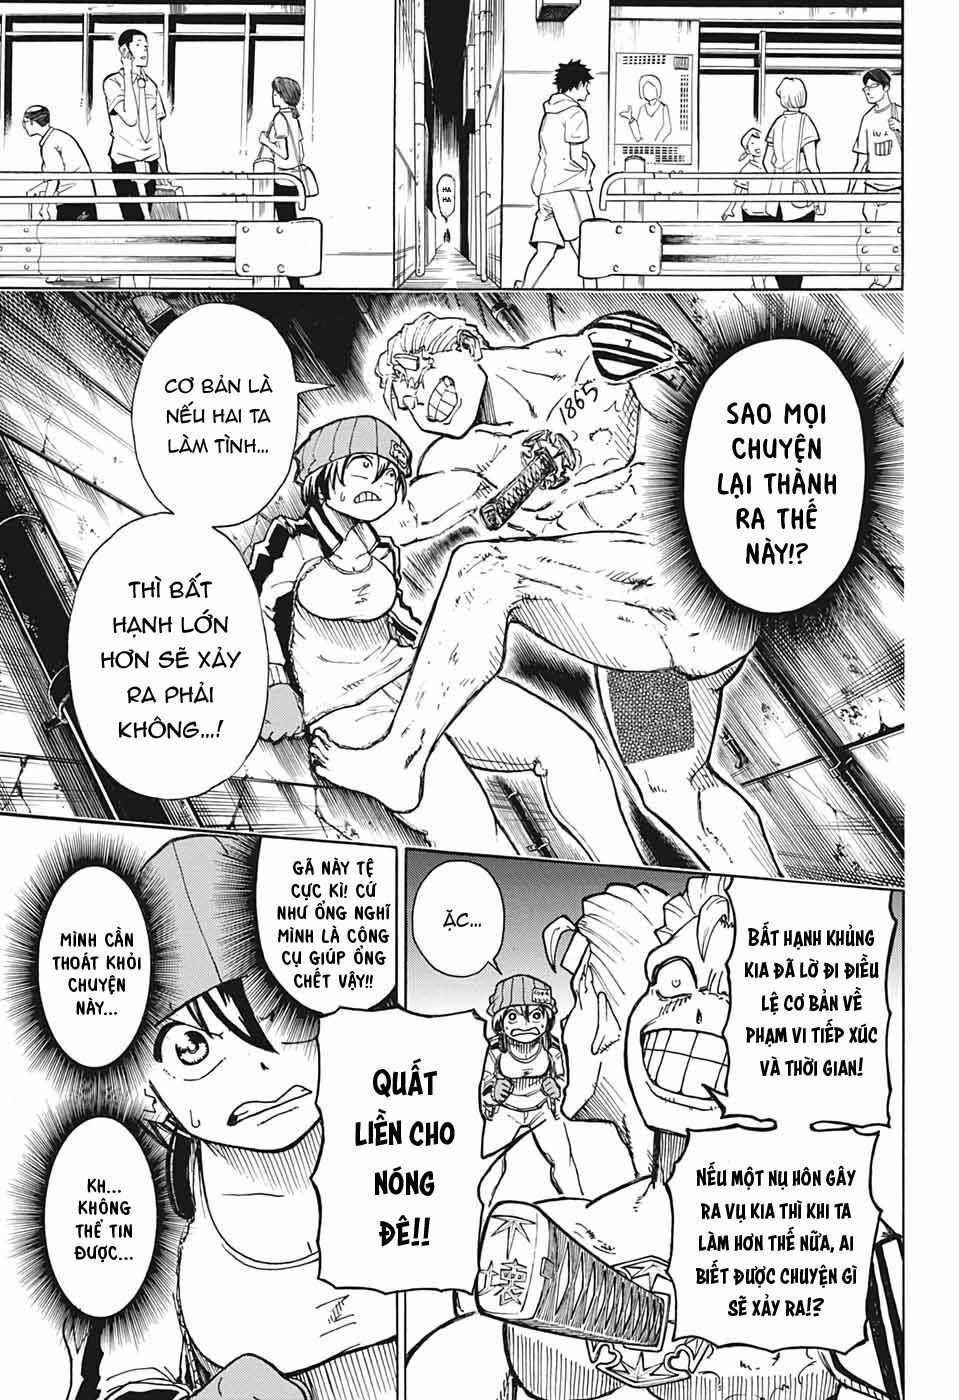 HA
HA
SAO MỌI
CHUYỆN
LẠI THÀNH
RA THẾ
NÀY!?
1865
CƠ BẢN LÀ
NẾU HAI TA
LÀM TÌNH...
THÌ BẤT
HẠNH LỚN
HƠN SẼ XẢY
RA PHẢI
KHÔNG...!
BẤT HẠNH KHỦNG
KIA ĐÃ LỜ ĐI ĐIỀU
LỆ CƠ BẢN VỀ
PHẠM VI TIẾP XÚC
VÀ THỜI GIAN!
NẾU MỘT NỤ HÔN GÂY
RA VỤ KIA THÌ KHI TA
LÀM HƠN THẾ NỮA, AI
BIẾT ĐƯỢC CHUYỆN GÌ
SẼ XẢY RA!?
ẶC...
QUẤT
LIỀN CHO
NÓNG
ĐÊ!!
不
壊
GÃ NÀY TỆ
CỰC KÌ! CỨ
NHƯ ỔNG NGHĨ
MÌNH LÀ CÔNG
CỤ GIÚP ỔNG
CHẾT VẬY!!
MÌNH CẦN
THOÁT KHỎI
CHUYỆN
NÀY...
KH...
KHÔNG
THỂ TIN
ĐƯỢC...